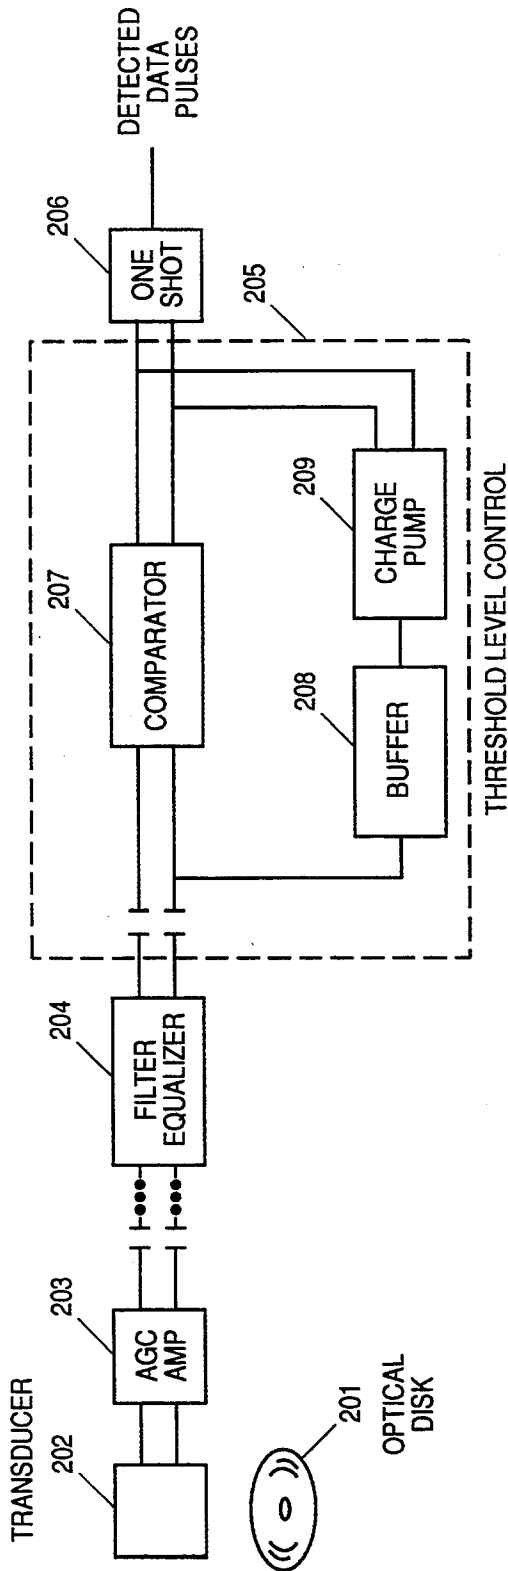 TRANSDUCER
202
203
AGC
AMP
201
OPTICAL
DISK
204
FILTER
EQUALIZER
207
COMPARATOR
208
BUFFER
209
CHARGE
PUMP
THRESHOLD LEVEL CONTROL
205
206
ONE
SHOT
DETECTED
DATA
PULSES